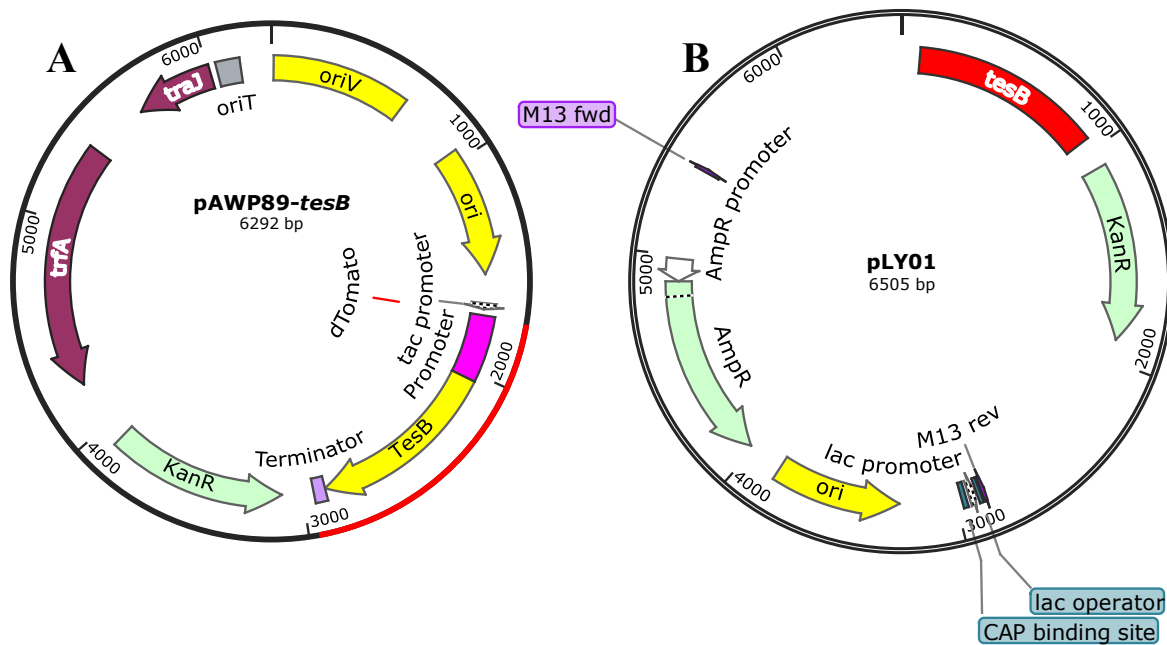 A
6000
traJ
oriT
oriV
1000
ori
pAWP89-tesB
6292 bp
5000
trfA
dTomato
tac promoter
Promoter
2000
TesB
Terminator
KanR
4000
3000
B
6000
M13 fwd
tesB
1000
AmpR promoter
KanR
pLY01
6505 bp
5000
AmpR
2000
M13 rev
lac promoter
ori
4000
3000
lac operator
CAP binding site